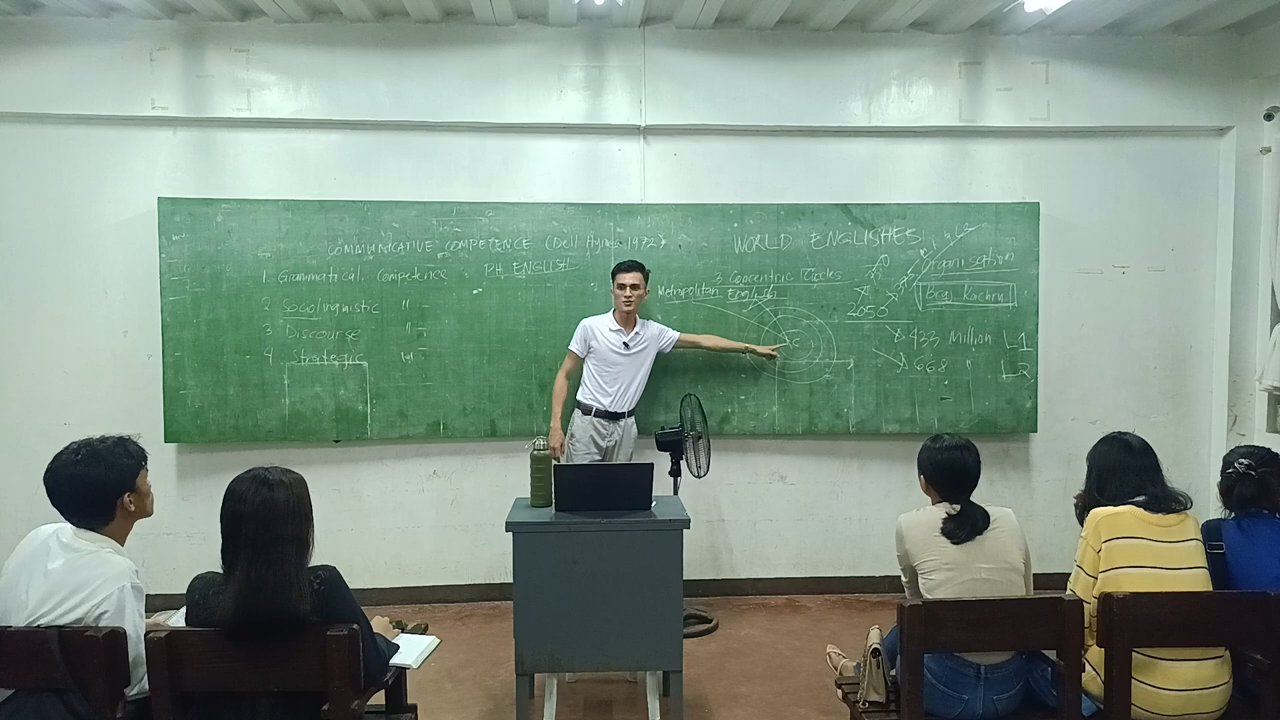 COMMUNICATIVE COMPETENCE (Dell Hymes 1972)
1. Grammatical Competence : PH ENGLISH
2 Sociolinguistic "
3 Discourse "
4. Strategic "
WORLD ENGLISHES
3 Concentric Circles
Metropolitan English
2050
Braj Kachru
433 Million L1
668 " L2